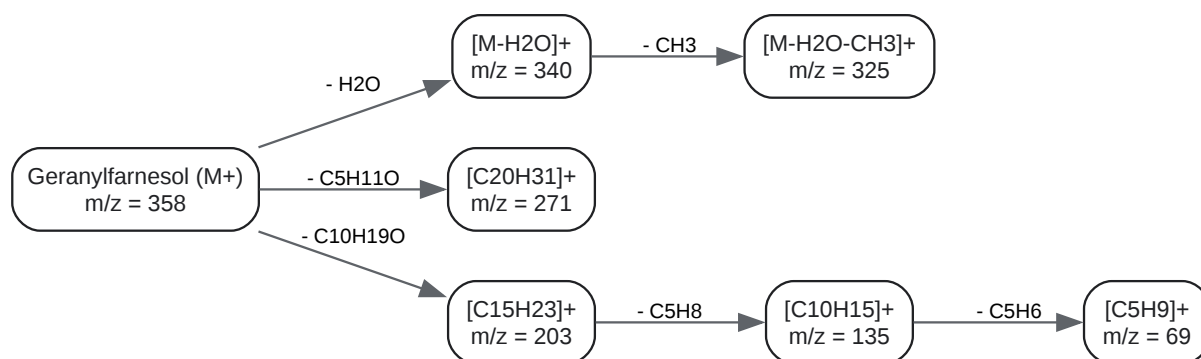 [M-H2O]+
m/z = 340
- CH3
[M-H2O-CH3]+
m/z = 325
- H2O
Geranylfarnesol (M+)
m/z = 358
- C5H11O
[C20H31]+
m/z = 271
- C10H19O
[C15H23]+
m/z = 203
- C5H8
[C10H15]+
m/z = 135
- C5H6
[C5H9]+
m/z = 69